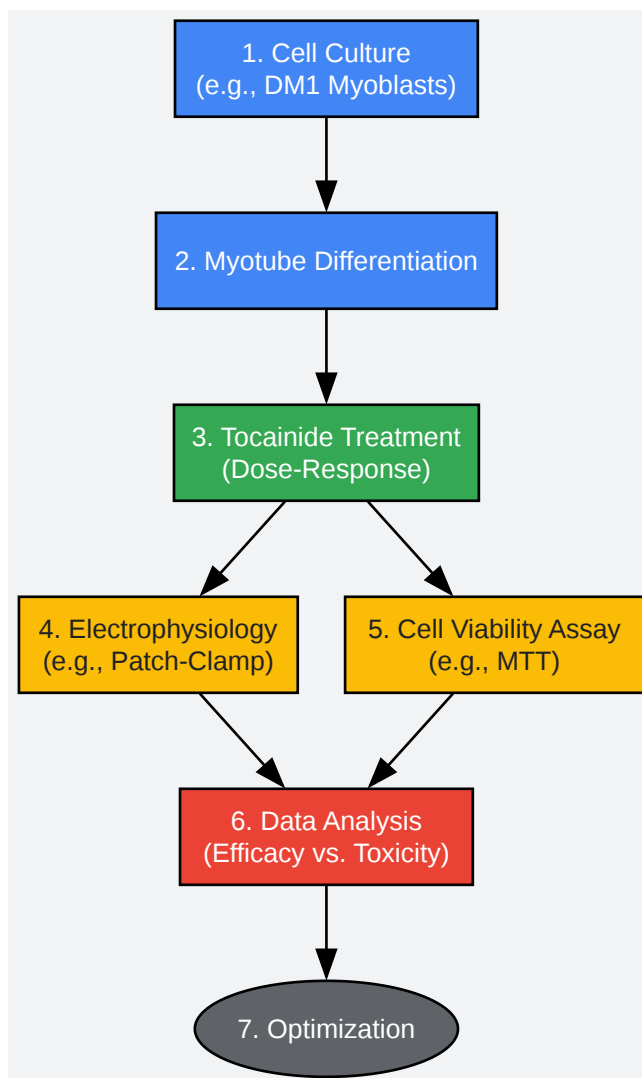 1. Cell Culture
(e.g., DM1 Myoblasts)
2. Myotube Differentiation
3. Tocainide Treatment
(Dose-Response)
4. Electrophysiology
(e.g., Patch-Clamp)
5. Cell Viability Assay
(e.g., MTT)
6. Data Analysis
(Efficacy vs. Toxicity)
7. Optimization